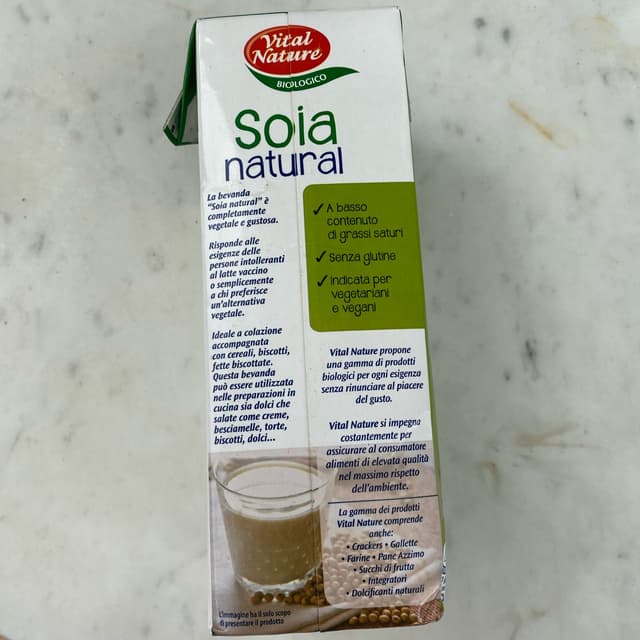 Vital
Nature
BIOLOGICO
Soia
natural
La bevanda
"Soia natural" è
completamente
vegetale e gustosa.
Risponde alle
esigenze delle
persone intolleranti
al latte vaccino
o semplicemente
a chi preferisce
un'alternativa
vegetale.
Ideale a colazione
accompagnata
con cereali, biscotti,
fette biscottate.
Questa bevanda
può essere utilizzata
nelle preparazioni in
cucina sia dolci che
salate come creme,
besciamelle, torte,
biscotti, dolci...
✓ A basso
contenuto
di grassi saturi
✓ Senza glutine
✓ Indicata per
vegetariani
e vegani
Vital Nature propone
una gamma di prodotti
biologici per ogni esigenza
senza rinunciare al piacere
del gusto.
Vital Nature si impegna
costantemente per
assicurare al consumatore
alimenti di elevata qualità
nel massimo rispetto
dell'ambiente.
La gamma dei prodotti
Vital Nature comprende
anche:
• Crackers • Gallette
• Farine • Pane Azzimo
• Succhi di frutta
• Integratori
• Dolcificanti naturali
L'immagine ha il solo scopo
di presentare il prodotto